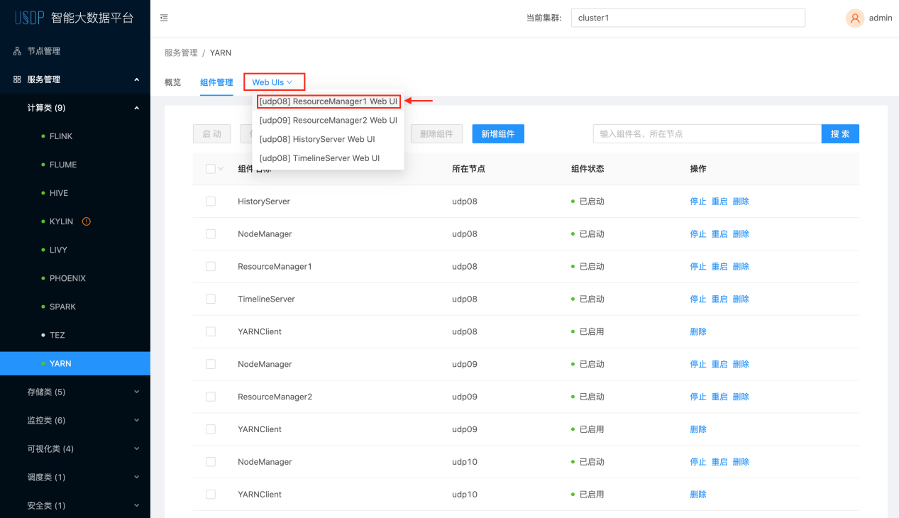 USDP 智能大数据平台
当前集群: cluster1
admin
节点管理
服务管理
计算类 (9)
FLINK
FLUME
HIVE
KYLIN
LIVY
PHOENIX
SPARK
TEZ
YARN
存储类 (5)
监控类 (6)
可视化类 (4)
调度类 (1)
安全类 (1)
服务管理 / YARN
概览 组件管理 Web UIs
[udp08] ResourceManager1 Web UI
[udp09] ResourceManager2 Web UI
[udp08] HistoryServer Web UI
[udp08] TimelineServer Web UI
启 动 删除组件 新增组件 输入组件名、所在节点 搜 索
所在节点 组件状态 操作
HistoryServer udp08 已启动 停止 重启 删除
NodeManager udp08 已启动 停止 重启 删除
ResourceManager1 udp08 已启动 停止 重启 删除
TimelineServer udp08 已启动 停止 重启 删除
YARNClient udp08 已启用 删除
NodeManager udp09 已启动 停止 重启 删除
ResourceManager2 udp09 已启动 停止 重启 删除
YARNClient udp09 已启用 删除
NodeManager udp10 已启动 停止 重启 删除
YARNClient udp10 已启用 删除